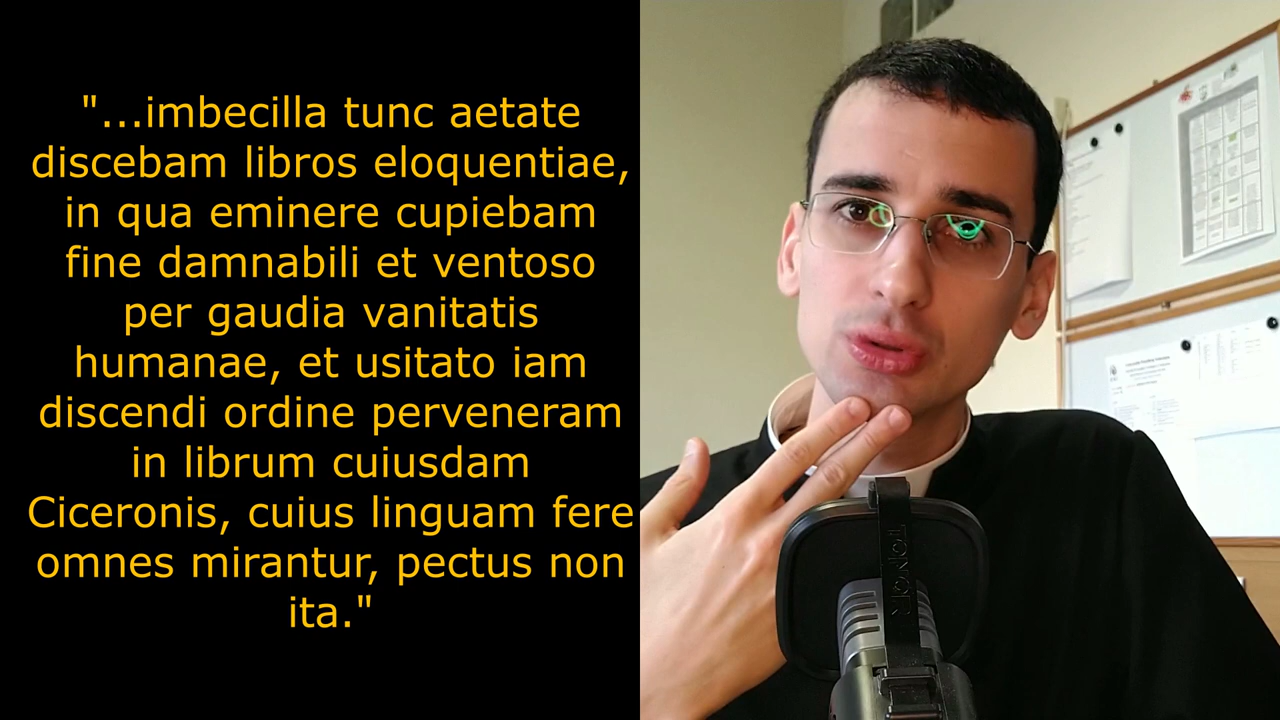 "...imbecilla tunc aetate
discebam libros eloquentiae,
in qua eminere cupiebam
fine damnabili et ventoso
per gaudia vanitatis
humanae, et usitato iam
discendi ordine perveneram
in librum cuiusdam
Ciceronis, cuius linguam fere
omnes mirantur, pectus non
ita."
TONOR